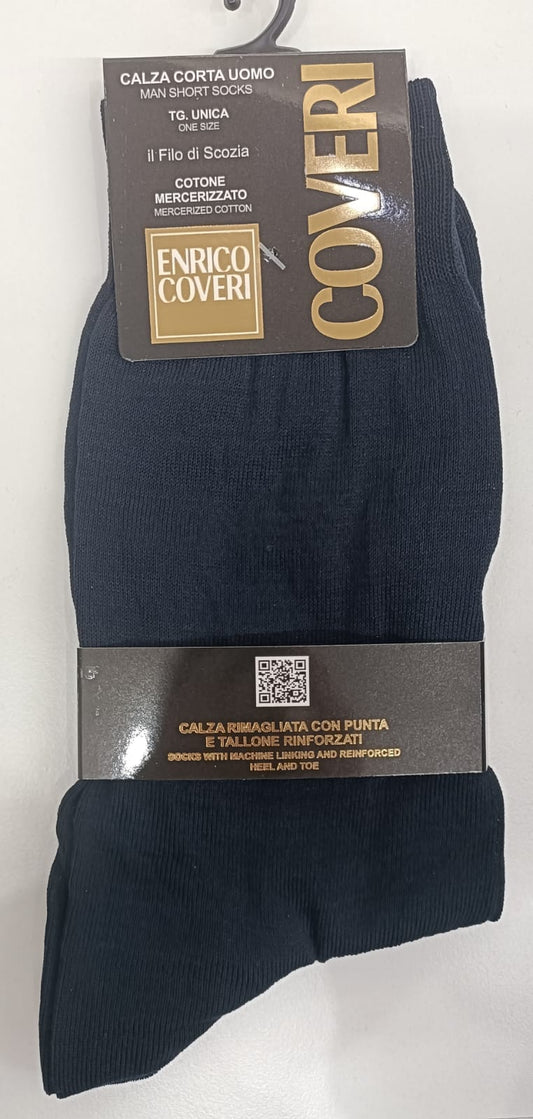 CALZA CORTA UOMO
MAN SHORT SOCKS
TG. UNICA
ONE SIZE
il Filo di Scozia
COTONE
MERCERIZZATO
MERCERIZED COTTON
ENRICO
COVERI
COVERI
CALZA RIMAGLIATA CON PUNTA
E TALLONE RINFORZATI
SOCKS WITH MACHINE LINKING AND REINFORCED
HEEL AND TOE